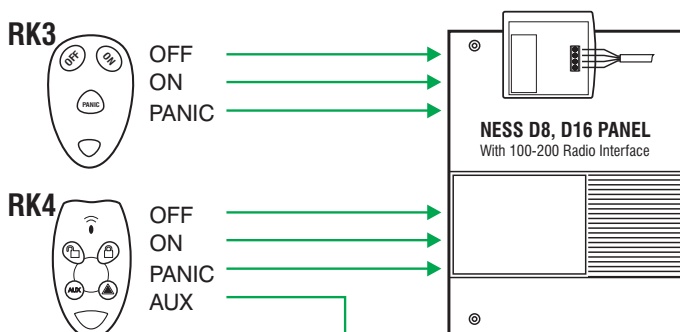 RK3
OFF
ON
PANIC
OFF
ON
PANIC
NESS D8, D16 PANEL
With 100-200 Radio Interface
RK4
OFF
ON
PANIC
AUX
AUX